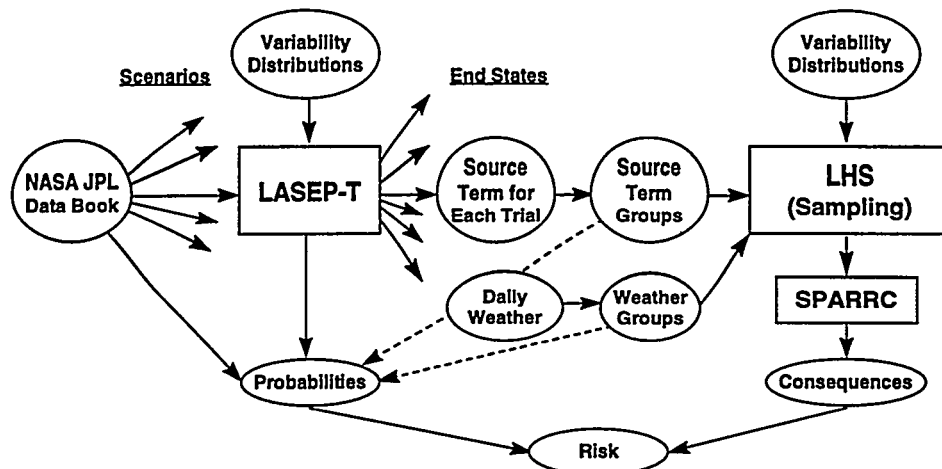 Variability
Distributions
Variability
Distributions
Scenarios
End States
NASA JPL
Data Book
LASEP-T
Source
Term for
Each Trial
Source
Term
Groups
LHS
(Sampling)
Daily
Weather
Weather
Groups
SPARRC
Probabilities
Consequences
Risk